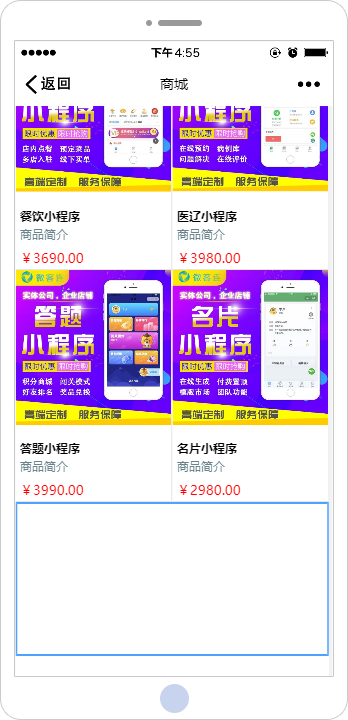 下午4:55
返回
商城
小程序
小程序
限时优惠 限时抢购
限时优惠 限时抢购
店内点餐 预定菜品
多店入驻 线下买单
在线预约 病例库
问题解决 在线评价
高端定制 服务保障
高端定制 服务保障
餐饮小程序
医辽小程序
商品简介
商品简介
￥3690.00
￥3980.00
微客库
微客库
实体公司，企业店铺
实体公司，企业店铺
答题
名片
小程序
小程序
限时优惠 限时抢购
限时优惠 限时抢购
积分商城 闯关模式
好友排名 奖品兑换
在线生成 付费置顶
模版市场 团队功能
高端定制 服务保障
高端定制 服务保障
答题小程序
名片小程序
商品简介
商品简介
￥3990.00
￥2980.00